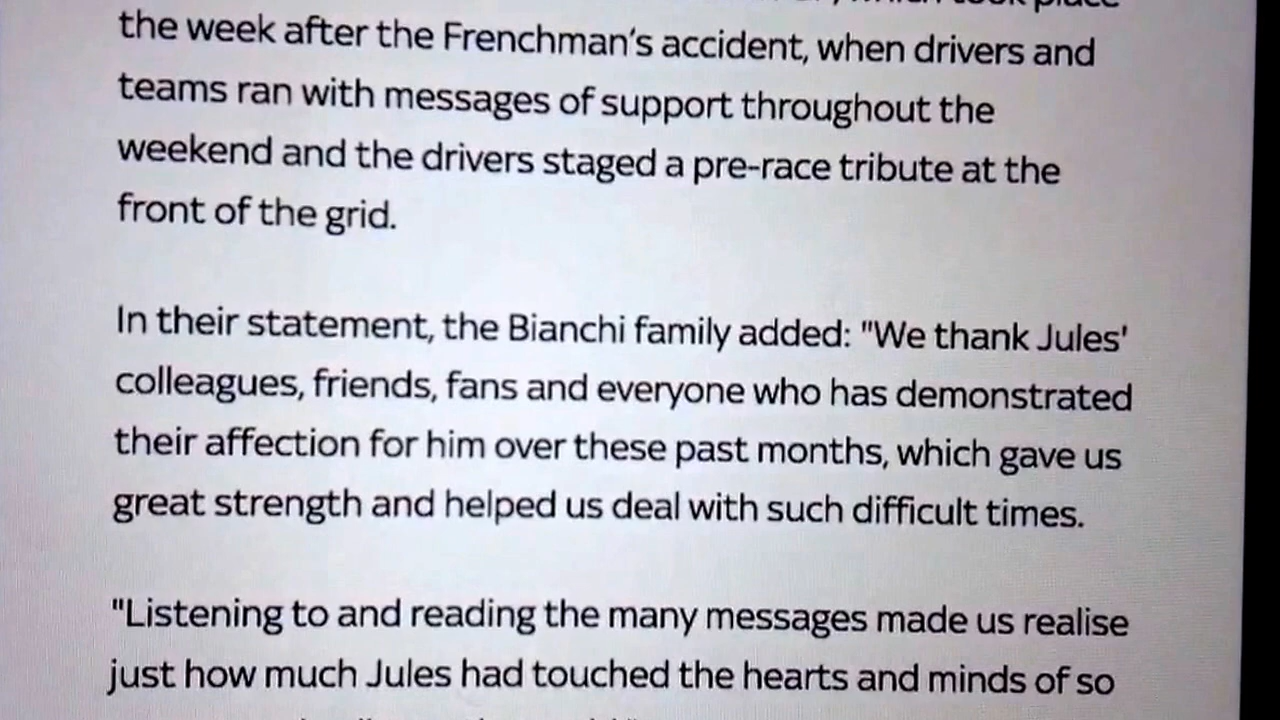 the week after the Frenchman's accident, when drivers and
teams ran with messages of support throughout the
weekend and the drivers staged a pre-race tribute at the
front of the grid.
In their statement, the Bianchi family added: "We thank Jules'
colleagues, friends, fans and everyone who has demonstrated
their affection for him over these past months, which gave us
great strength and helped us deal with such difficult times.
"Listening to and reading the many messages made us realise
just how much Jules had touched the hearts and minds of so